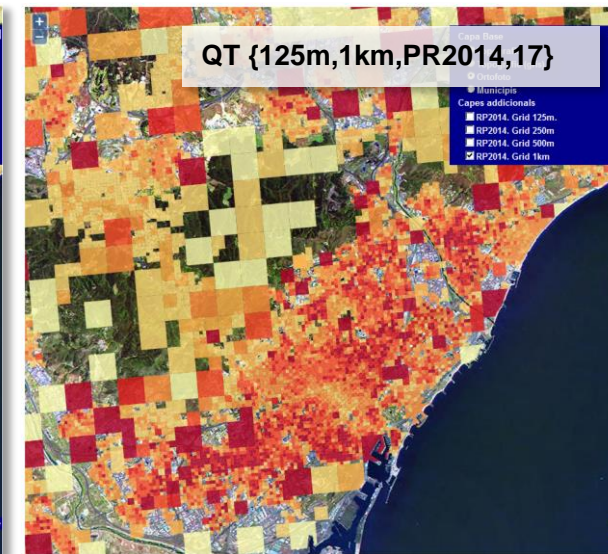 QT {125m,1km,PR2014,17}
Capa Base
Ortofoto
Municipis
Capes addicionals
RP2014. Grid 125m.
RP2014. Grid 250m
RP2014. Grid 500m
RP2014. Grid 1km